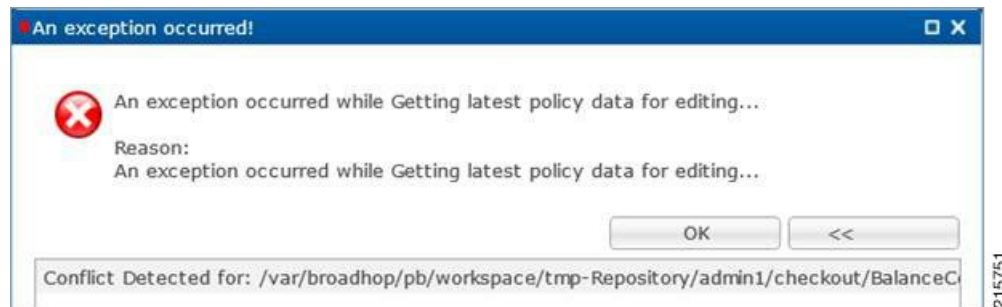 An exception occurred!
An exception occurred while Getting latest policy data for editing...
Reason:
An exception occurred while Getting latest policy data for editing...
OK
<<
Conflict Detected for: /var/broadhop/pb/workspace/tmp-Repository/admin1/checkout/BalanceC